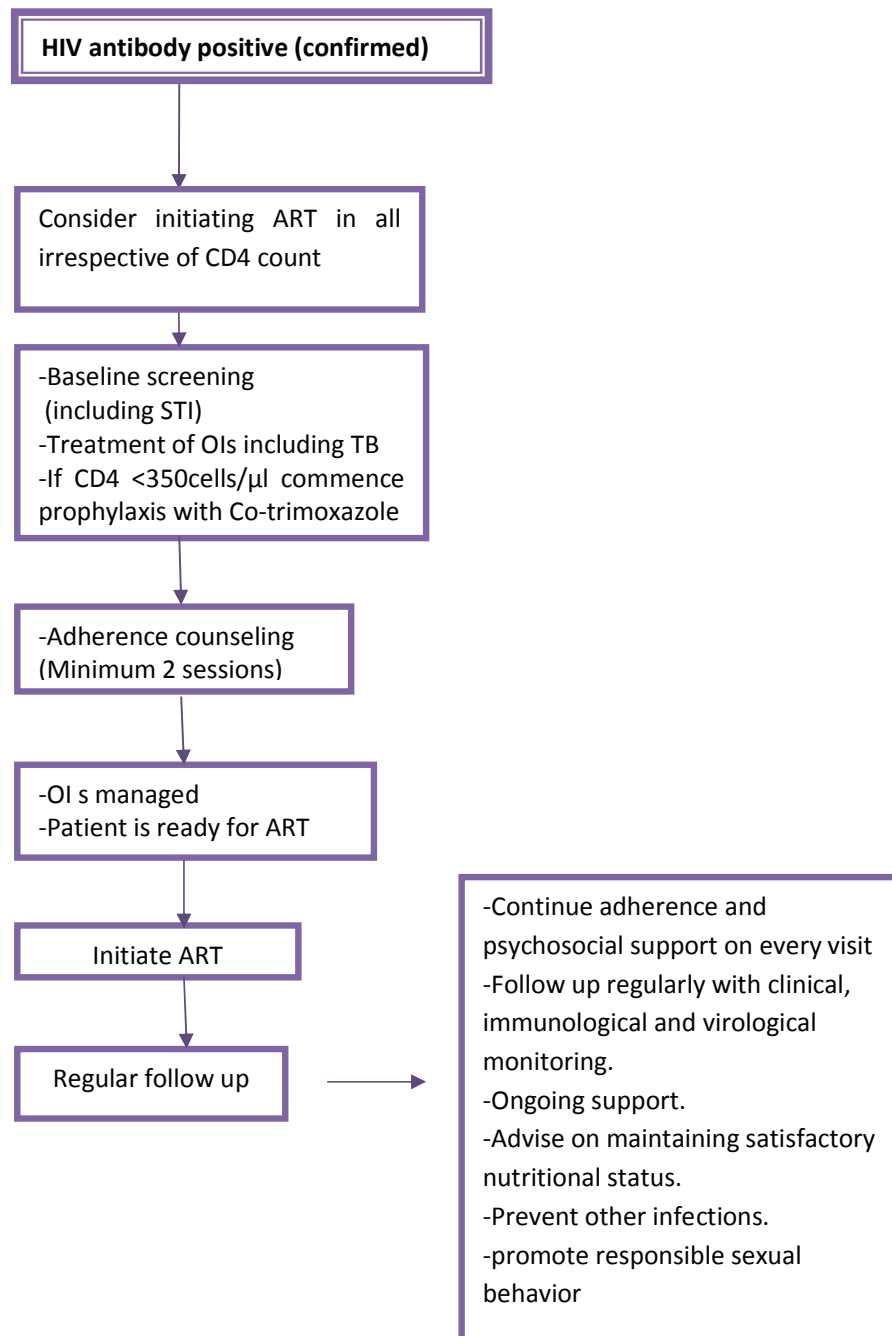 HIV antibody positive (confirmed)
Consider initiating ART in all
irrespective of CD4 count
-Baseline screening
(including STI)
-Treatment of OIs including TB
-If CD4 <350cells/µl commence
prophylaxis with Co-trimoxazole
-Adherence counseling
(Minimum 2 sessions)
-OI s managed
-Patient is ready for ART
Initiate ART
Regular follow up
-Continue adherence and
psychosocial support on every visit
-Follow up regularly with clinical,
immunological and virological
monitoring.
-Ongoing support.
-Advise on maintaining satisfactory
nutritional status.
-Prevent other infections.
-promote responsible sexual
behavior